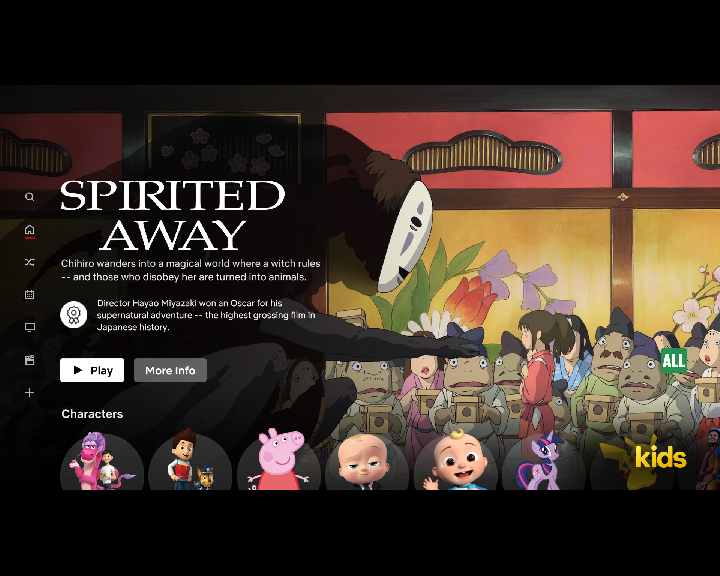 SPIRITED
AWAY
Chihiro wanders into a magical world where a witch rules
-- and those who disobey her are turned into animals.
Director Hayao Miyazaki won an Oscar for his
supernatural adventure -- the highest grossing film in
Japanese history.
Play
More Info
ALL
Characters
kids